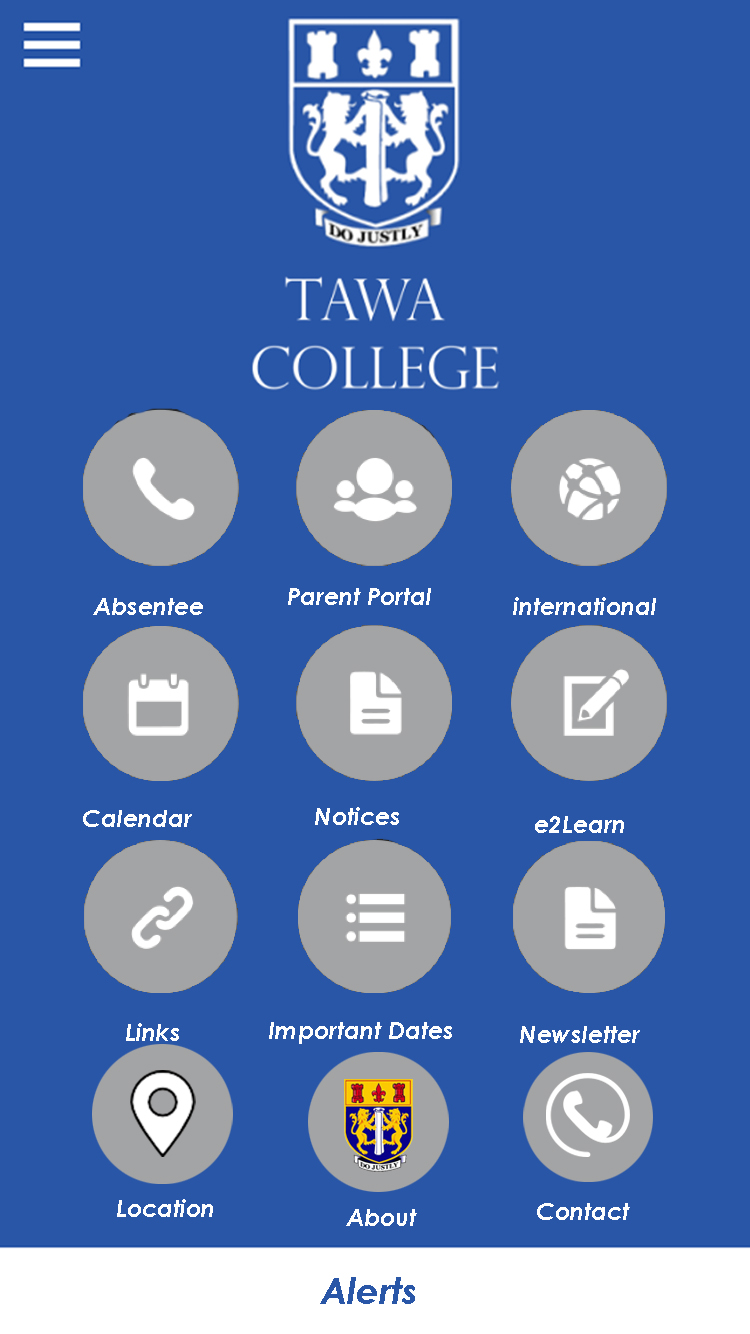 DO JUSTLY
TAWA
COLLEGE
Absentee
Parent Portal
international
Calendar
Notices
e2Learn
Links
Important Dates
Newsletter
DO JUSTLY
Location
About
Contact
Alerts